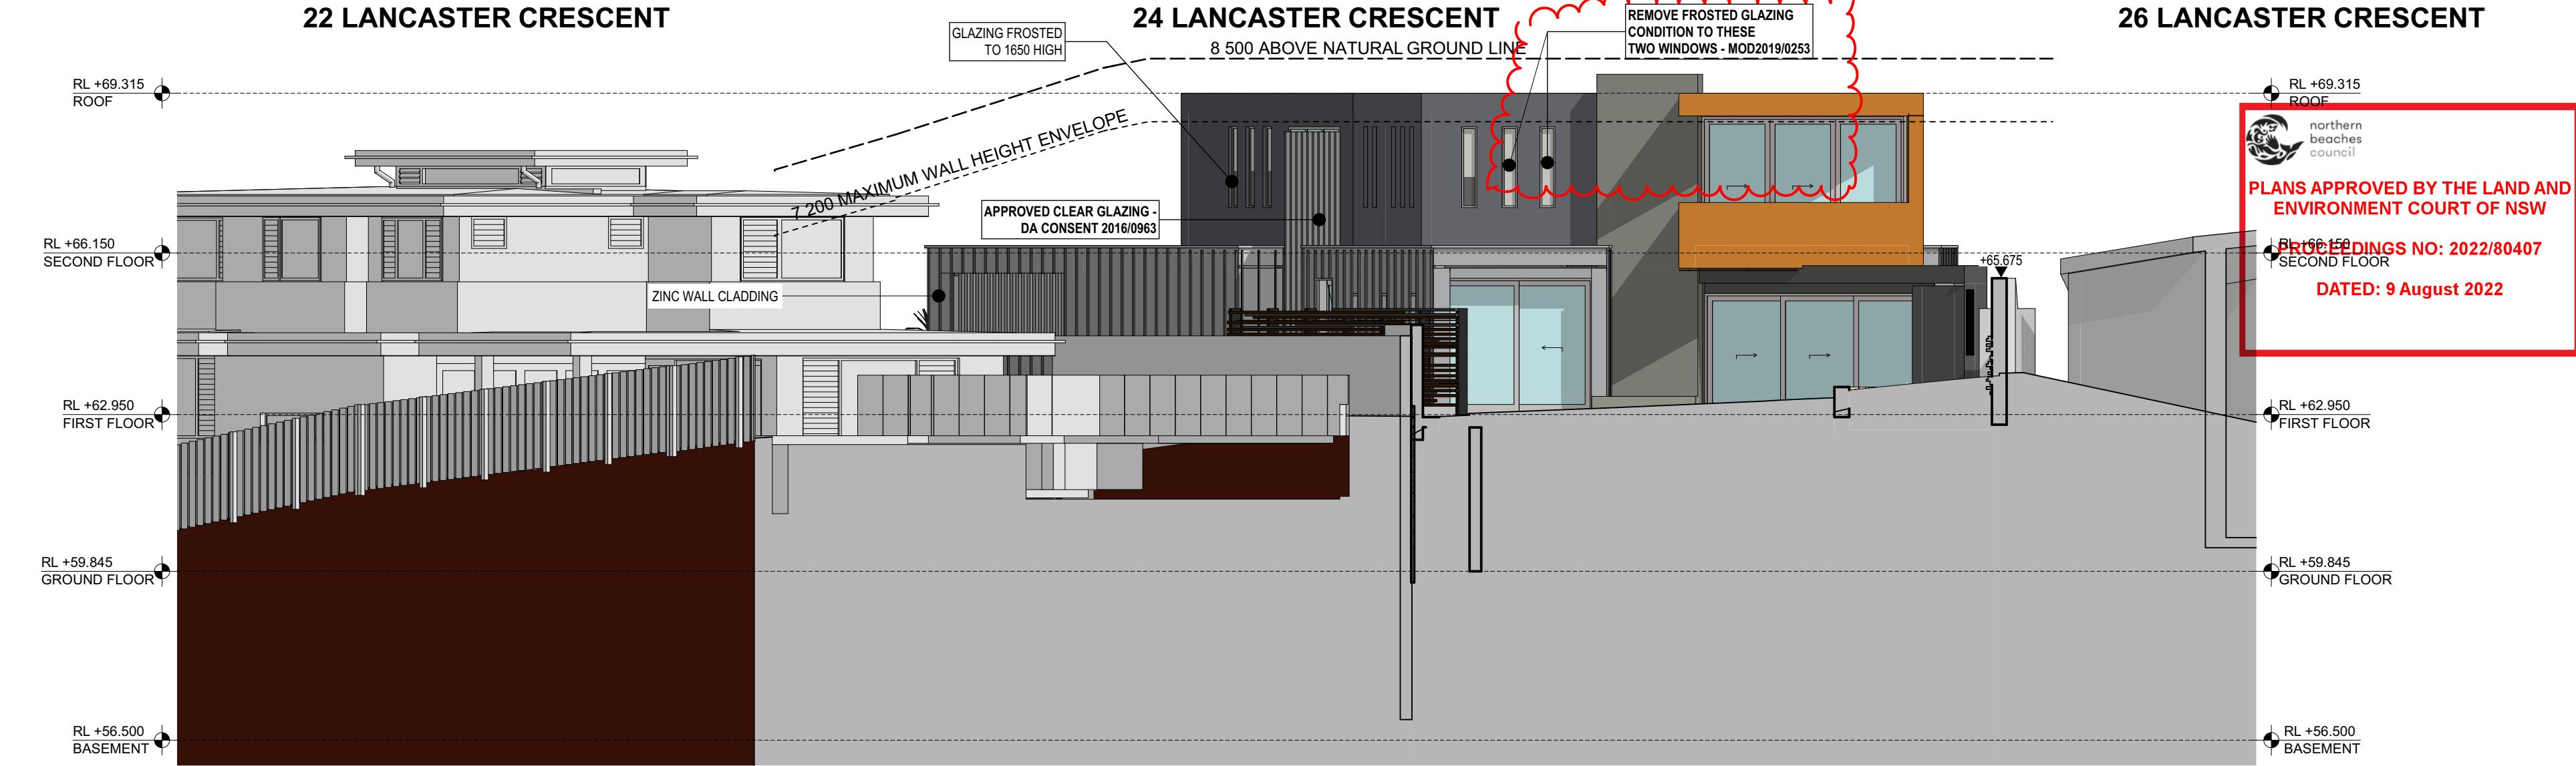 22 LANCASTER CRESCENT
24 LANCASTER CRESCENT
26 LANCASTER CRESCENT
GLAZING FROSTED
TO 1650 HIGH
8 500 ABOVE NATURAL GROUND LINE
REMOVE FROSTED GLAZING
CONDITION TO THESE
TWO WINDOWS - MOD2019/0253
RL +69.315
ROOF
RL +69.315
ROOF
northern
beaches
council
PLANS APPROVED BY THE LAND AND
ENVIRONMENT COURT OF NSW
PROCEEDINGS NO: 2022/80407
DATED: 9 August 2022
7 200 MAXIMUM WALL HEIGHT ENVELOPE
APPROVED CLEAR GLAZING -
DA CONSENT 2016/0963
RL +66.150
SECOND FLOOR
RL +66.150
SECOND FLOOR
+65.675
ZINC WALL CLADDING
RL +62.950
FIRST FLOOR
RL +62.950
FIRST FLOOR
RL +59.845
GROUND FLOOR
RL +59.845
GROUND FLOOR
RL +56.500
BASEMENT
RL +56.500
BASEMENT